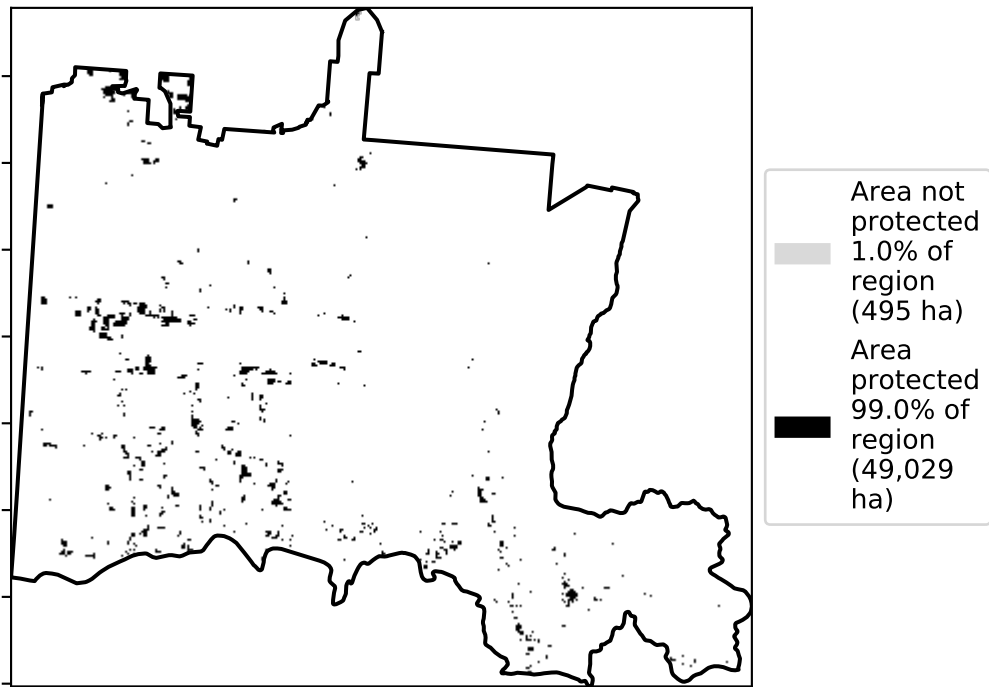 Area not
protected
1.0% of
region
(495 ha)
Area
protected
99.0% of
region
(49,029
ha)